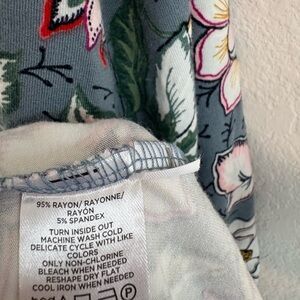 95% RAYON/ RAYONNE/
RAYÓN
5% SPANDEX
TURN INSIDE OUT
MACHINE WASH COLD
DELICATE CYCLE WITH LIKE
COLORS
ONLY NON-CHLORINE
BLEACH WHEN NEEDED
RESHAPE DRY FLAT
COOL IRON WHEN NEEDED
P